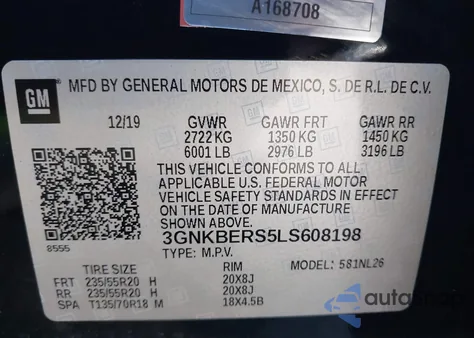 A168708
GM
MFD BY GENERAL MOTORS DE MEXICO, S. DE R.L. DE C.V.
12/19 GVWR GAWR FRT GAWR RR
2722 KG 1350 KG 1450 KG
6001 LB 2976 LB 3196 LB
THIS VEHICLE CONFORMS TO ALL
APPLICABLE U.S. FEDERAL MOTOR
VEHICLE SAFETY STANDARDS IN EFFECT
ON THE DATE OF MANUFACTURE
SHOWN ABOVE
8555
3GNKBERS5LS608198
TYPE: M.P.V. MODEL: 581NL26
TIRE SIZE RIM
FRT 235/55R20 H 20X8J
RR 235/55R20 H 20X8J
SPA T135/70R18 M 18X4.5B